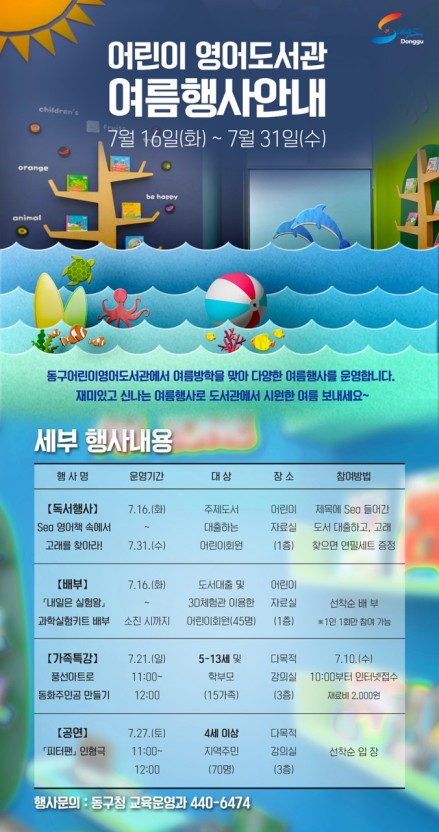 Donggu
어린이 영어도서관
여름행사안내
7월 16일(화) ~ 7월 31일(수)
children's
orange
be happy
animal
동구어린이영어도서관에서 여름방학을 맞아 다양한 여름행사를 운영합니다.
재미있고 신나는 여름행사로 도서관에서 시원한 여름 보내세요~
세부 행사내용
행 사 명 운영기간 대 상 장 소 참여방법
【독서행사】 7.16.(화) 주제도서 어린이 제목에 Sea 들어간
Sea 영어책 속에서 ~ 대출하는 자료실 도서 대출하고, 고래
고래를 찾아라! 7.31.(수) 어린이회원 (1층) 찾으면 연필세트 증정
【배부】 7.16.(화) 도서대출 및 어린이
「내일은 실험왕」 ~ 3D체험관 이용한 자료실 선착순 배 부
과학실험키트 배부 소진 시까지 어린이회원(45명) (1층) *1인 1회만 참여 가능
【가족특강】 7.21.(일) 5-13세 및 다목적 7.10.(수)
풍선아트로 11:00~ 학부모 강의실 10:00부터 인터넷접수
동화주인공 만들기 12:00 (15가족) (3층) 재료비 2,000원
【공연】 7.27.(토) 4세 이상 다목적
「피터팬」 인형극 11:00~ 지역주민 강의실 선착순 입 장
12:00 (70명) (3층)
행사문의 : 동구청 교육운영과 440-6474